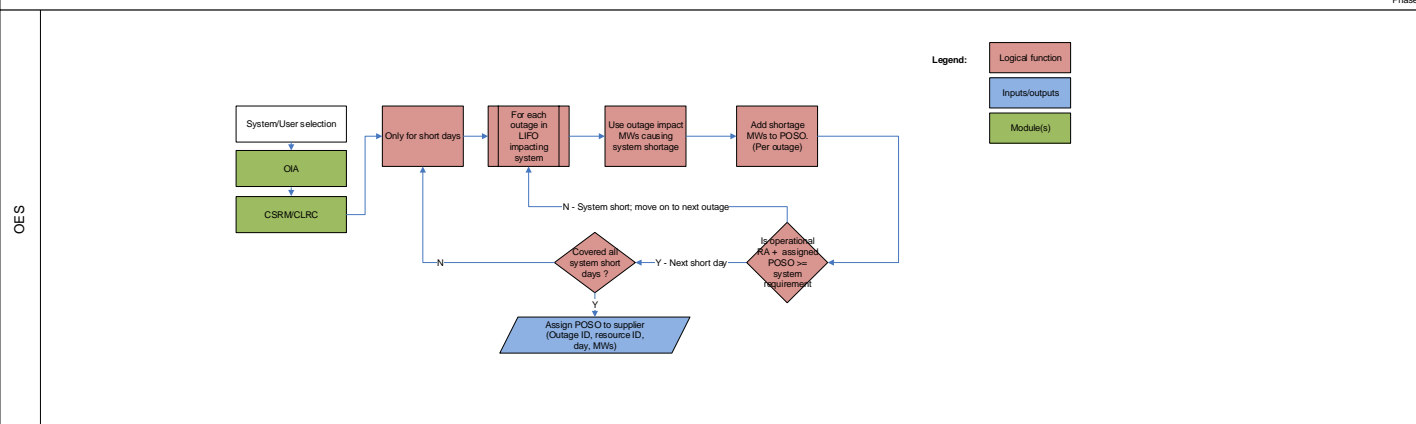 Phase
OES
Legend:
Logical function
Inputs/outputs
Module(s)
System/User selection
OIA
CSRM/CLRC
Only for short days
For each
outage in
LIFO
impacting
system
Use outage impact
MWs causing
system shortage
Add shortage
MWs to POSO.
(Per outage)
N - System short; move on to next outage
Is operational
RA + assigned
POSO >=
system
requirement
Y - Next short day
Covered all
system short
days ?
N
Y
Assign POSO to supplier
(Outage ID, resource ID,
day, MWs)